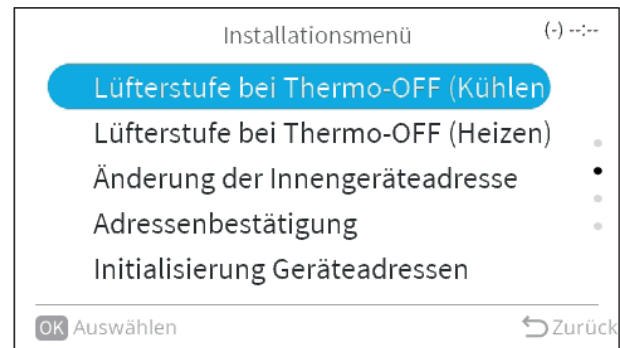 Installationsmenü (-) --:--
Lüfterstufe bei Thermo-OFF (Kühlen
Lüfterstufe bei Thermo-OFF (Heizen)
Änderung der Innengeräteadresse
Adressenbestätigung
Initialisierung Geräteadressen
OK Auswählen Zurück